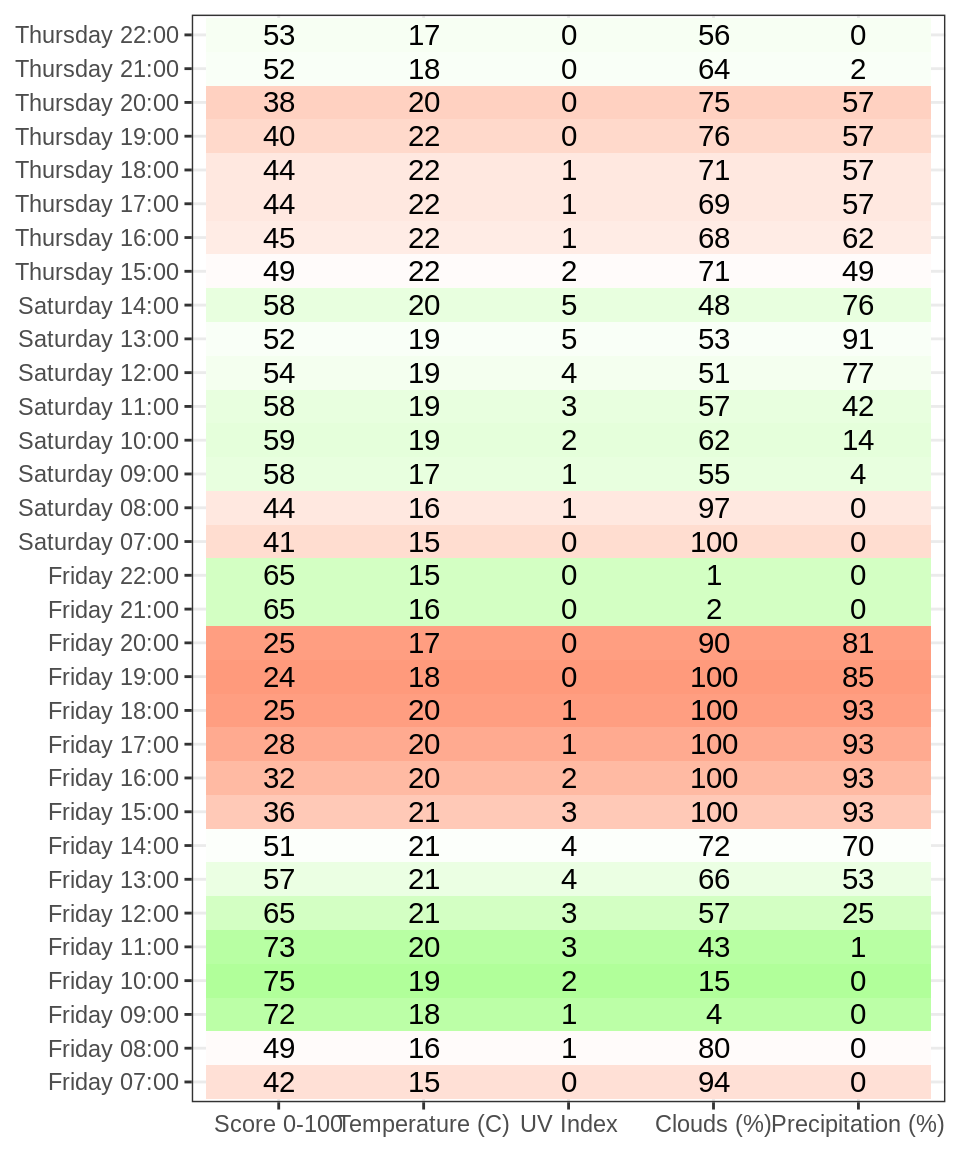 Thursday 22:00 53 17 0 56 0
Thursday 21:00 52 18 0 64 2
Thursday 20:00 38 20 0 75 57
Thursday 19:00 40 22 0 76 57
Thursday 18:00 44 22 1 71 57
Thursday 17:00 44 22 1 69 57
Thursday 16:00 45 22 1 68 62
Thursday 15:00 49 22 2 71 49
Saturday 14:00 58 20 5 48 76
Saturday 13:00 52 19 5 53 91
Saturday 12:00 54 19 4 51 77
Saturday 11:00 58 19 3 57 42
Saturday 10:00 59 19 2 62 14
Saturday 09:00 58 17 1 55 4
Saturday 08:00 44 16 1 97 0
Saturday 07:00 41 15 0 100 0
Friday 22:00 65 15 0 1 0
Friday 21:00 65 16 0 2 0
Friday 20:00 25 17 0 90 81
Friday 19:00 24 18 0 100 85
Friday 18:00 25 20 1 100 93
Friday 17:00 28 20 1 100 93
Friday 16:00 32 20 2 100 93
Friday 15:00 36 21 3 100 93
Friday 14:00 51 21 4 72 70
Friday 13:00 57 21 4 66 53
Friday 12:00 65 21 3 57 25
Friday 11:00 73 20 3 43 1
Friday 10:00 75 19 2 15 0
Friday 09:00 72 18 1 4 0
Friday 08:00 49 16 1 80 0
Friday 07:00 42 15 0 94 0
Score 0-100 Temperature (C) UV Index Clouds (%) Precipitation (%)